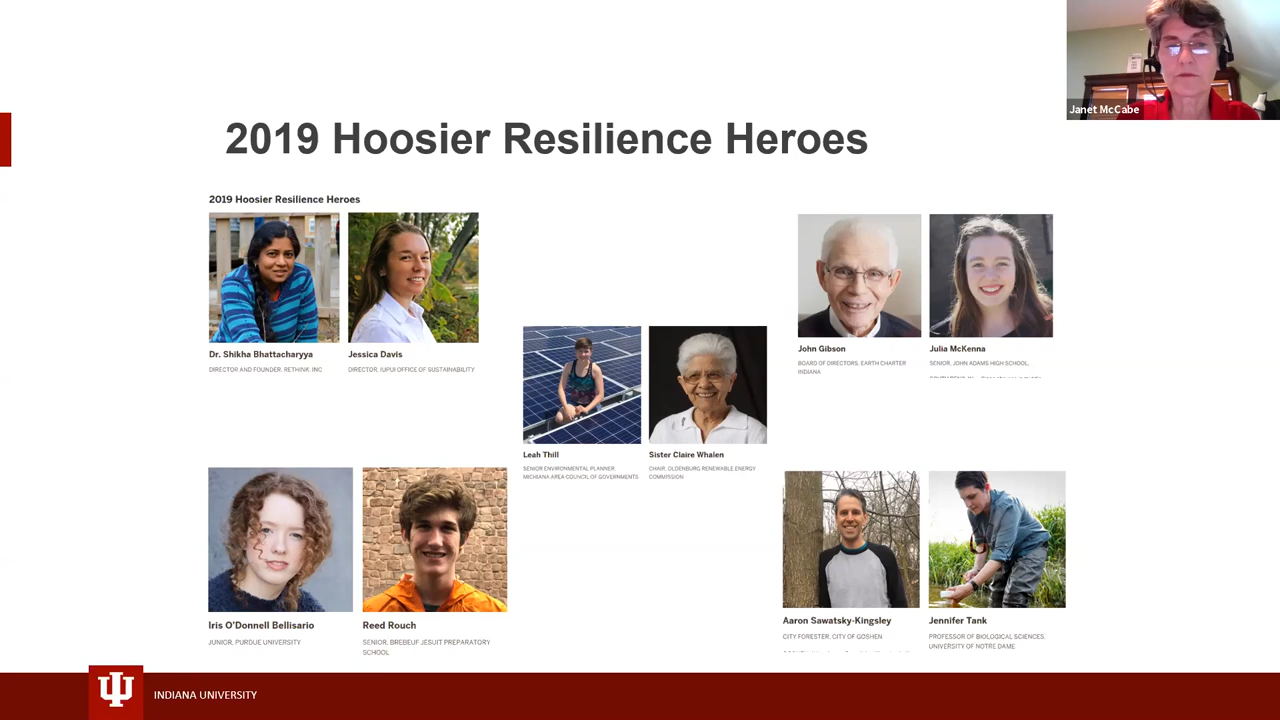 Janet McCabe
2019 Hoosier Resilience Heroes
2019 Hoosier Resilience Heroes
Dr. Shikha Bhattacharyya
DIRECTOR AND FOUNDER, RETHINK, INC
Jessica Davis
DIRECTOR, IUPUI OFFICE OF SUSTAINABILITY
John Gibson
BOARD OF DIRECTORS, EARTH CHARTER
INDIANA
Julia McKenna
SENIOR, JOHN ADAMS HIGH SCHOOL,
Leah Thill
SENIOR ENVIRONMENTAL PLANNER
MICHIANA AREA COUNCIL OF GOVERNMENTS
Sister Claire Whalen
CHAIR, OLDENBURG RENEWABLE ENERGY
COMMISSION
Iris O'Donnell Bellisario
JUNIOR, PURDUE UNIVERSITY
Reed Rouch
SENIOR, BREBEUF JESUIT PREPARATORY
SCHOOL
Aaron Sawatsky-Kingsley
CITY FORESTER, CITY OF GOSHEN
Jennifer Tank
PROFESSOR OF BIOLOGICAL SCIENCES,
UNIVERSITY OF NOTRE DAME
INDIANA UNIVERSITY